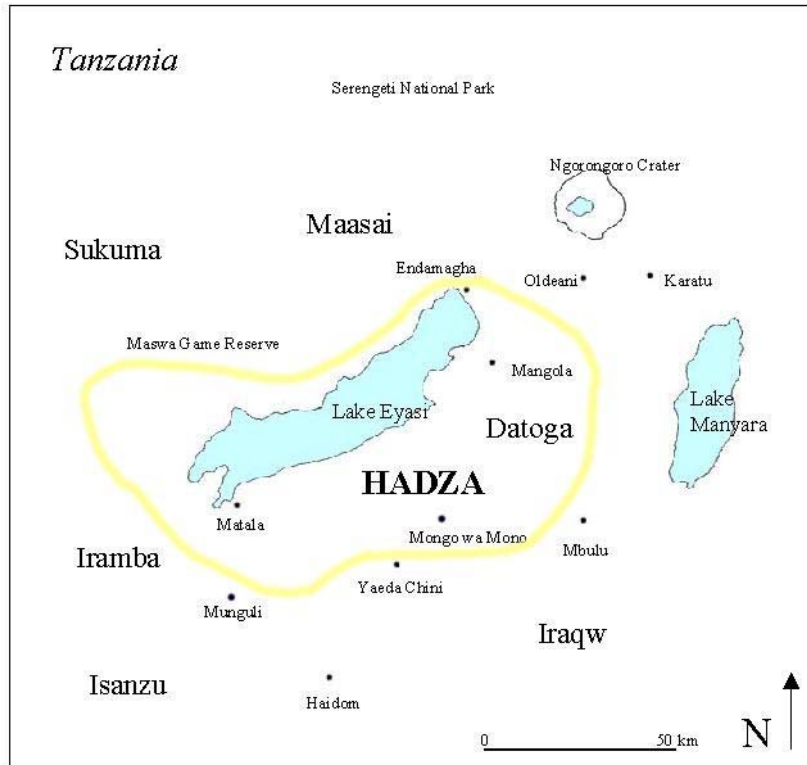 Tanzania
Serengeti National Park
Ngorongoro Crater
Maasai
Sukuma
Endamagha
Oldeani
Karatu
Maswa Game Reserve
Mangola
Lake Eyasi
Lake
Manyara
Datoga
HADZA
Matala
Mongo wa Mono
Mbulu
Iramba
Yaeda Chini
Munguli
Iraqw
Isanzu
Haidom
0
50 km
N